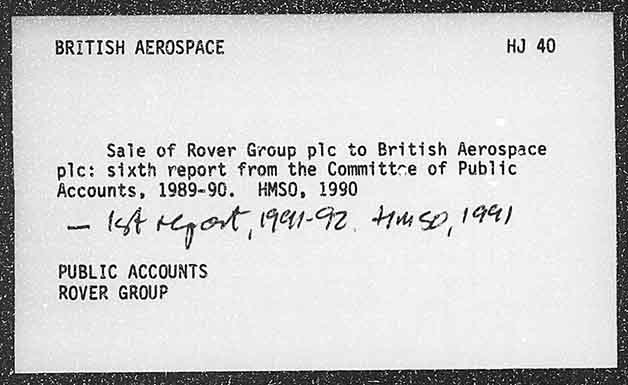 BRITISH AEROSPACE HJ 40
Sale of Rover Group plc to British Aerospace
plc: sixth report from the Committee of Public
Accounts, 1989-90. HMSO, 1990
— 1st report, 1991-92. HMSO, 1991
PUBLIC ACCOUNTS
ROVER GROUP